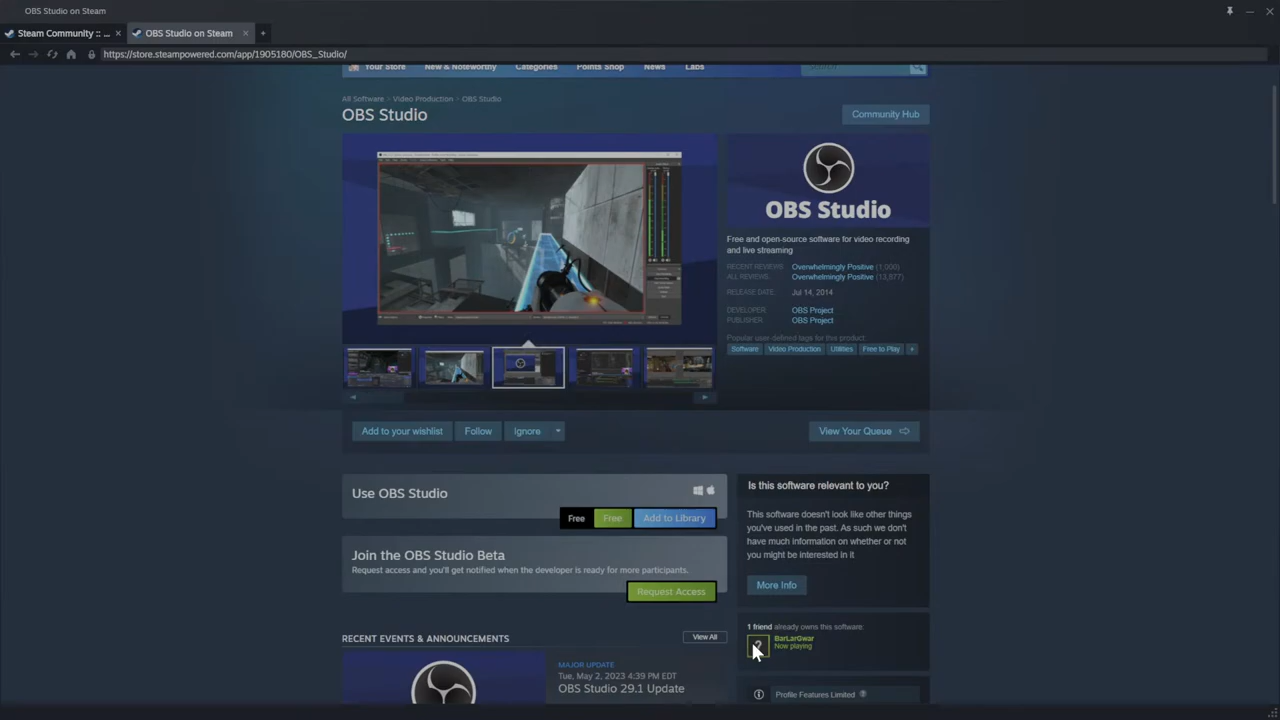 OBS Studio on Steam
Steam Community :: ...
OBS Studio on Steam
https://store.steampowered.com/app/1905180/OBS_Studio/
Your Store
New & Noteworthy
Categories
Points Shop
News
Labs
All Software > Video Production > OBS Studio
OBS Studio
Community Hub
OBS Studio
Free and open-source software for video recording
and live streaming
RECENT REVIEWS: Overwhelmingly Positive (1,000)
ALL REVIEWS: Overwhelmingly Positive (13,577)
RELEASE DATE: Jul 14, 2014
DEVELOPER: OBS Project
PUBLISHER: OBS Project
Popular user-defined tags for this product:
Software
Video Production
Utilities
Free to Play
+
Add to your wishlist
Follow
Ignore
View Your Queue
Use OBS Studio
Free
Free
Add to Library
Join the OBS Studio Beta
Request access and you'll get notified when the developer is ready for more participants.
Request Access
Is this software relevant to you?
This software doesn't look like other things
you've used in the past. As such we don't
have much information on whether or not
you might be interested in it
More Info
1 friend already owns this software:
BarLarGwar
Now playing
RECENT EVENTS & ANNOUNCEMENTS
View All
MAJOR UPDATE
Tue, May 2, 2023 4:39 PM EDT
OBS Studio 29.1 Update
Profile Features Limited